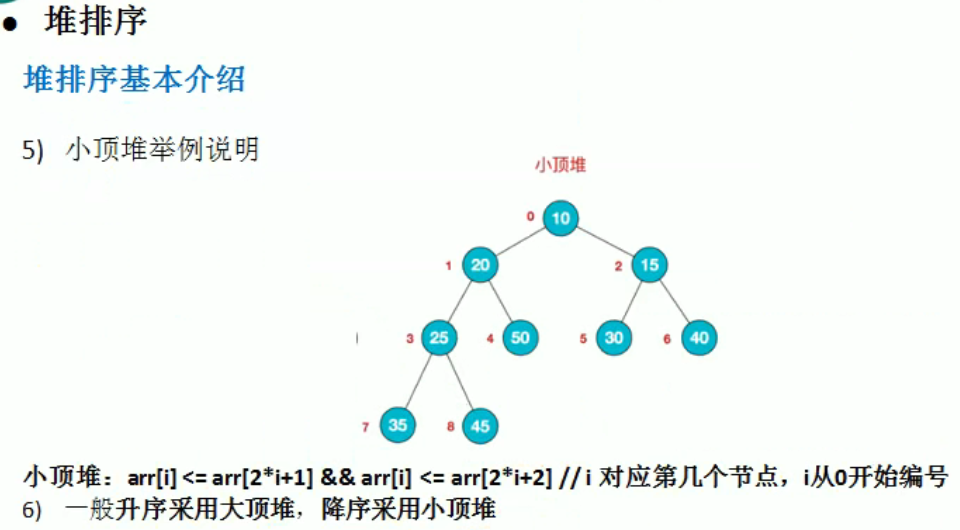 ● 堆排序
堆排序基本介绍
5) 小顶堆举例说明
小顶堆
0 10
1 20 2 15
3 25 4 50 5 30 6 40
7 35 8 45
小顶堆：arr[i] <= arr[2*i+1] && arr[i] <= arr[2*i+2] // i 对应第几个节点，i从0开始编号
6) 一般升序采用大顶堆，降序采用小顶堆